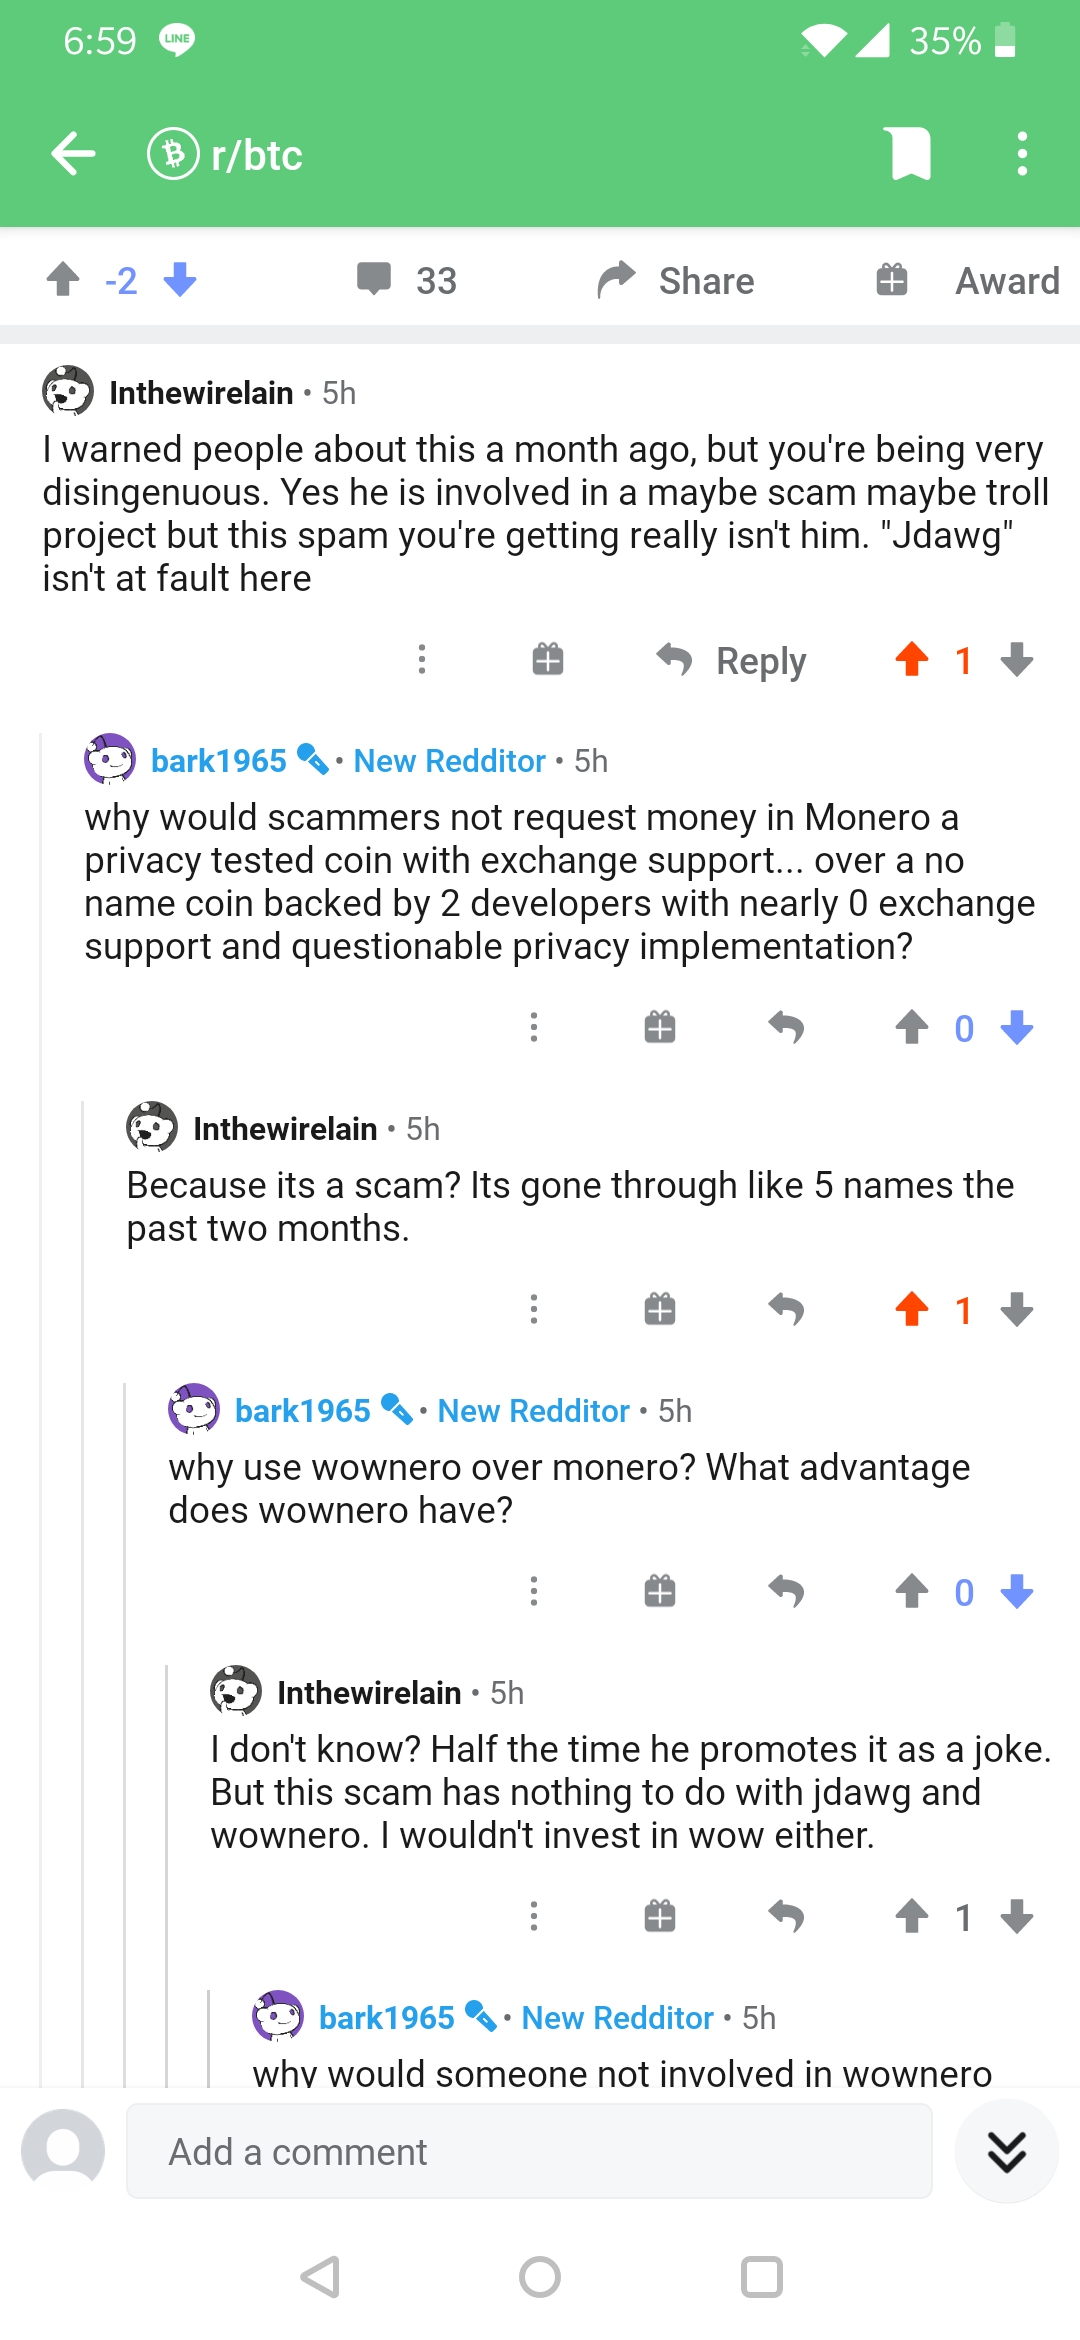 6:59 LINE 35%
r/btc
-2 33 Share Award
Inthewirelain • 5h
I warned people about this a month ago, but you're being very
disingenuous. Yes he is involved in a maybe scam maybe troll
project but this spam you're getting really isn't him. "Jdawg"
isn't at fault here
Reply 1
bark1965 • New Redditor • 5h
why would scammers not request money in Monero a
privacy tested coin with exchange support... over a no
name coin backed by 2 developers with nearly 0 exchange
support and questionable privacy implementation?
0
Inthewirelain • 5h
Because its a scam? Its gone through like 5 names the
past two months.
1
bark1965 • New Redditor • 5h
why use wownero over monero? What advantage
does wownero have?
0
Inthewirelain • 5h
I don't know? Half the time he promotes it as a joke.
But this scam has nothing to do with jdawg and
wownero. I wouldn't invest in wow either.
1
bark1965 • New Redditor • 5h
why would someone not involved in wownero
Add a comment